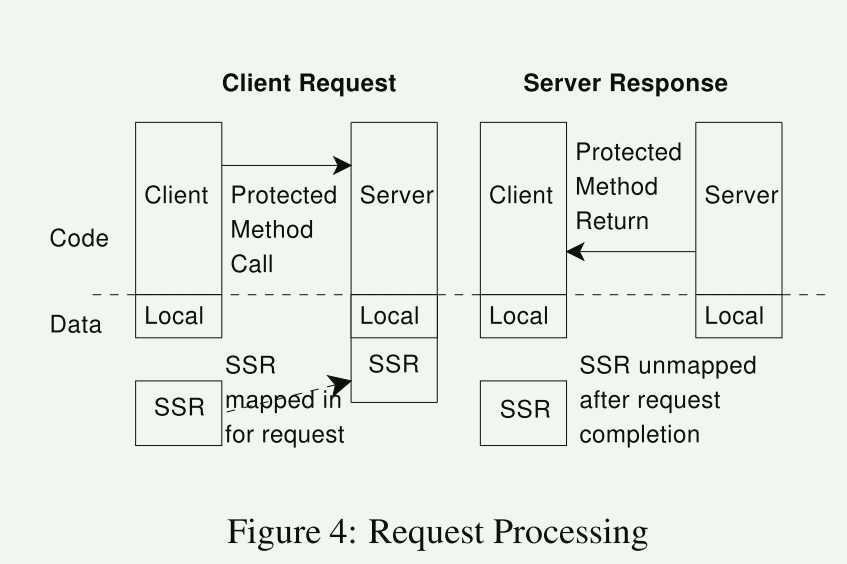 Client Request
Server Response
Client
Protected
Method
Call
Server
Client
Protected
Method
Return
Server
Code
Data
Local
Local
Local
Local
SSR
SSR
mapped in
for request
SSR
SSR
SSR unmapped
after request
completion
Figure 4: Request Processing